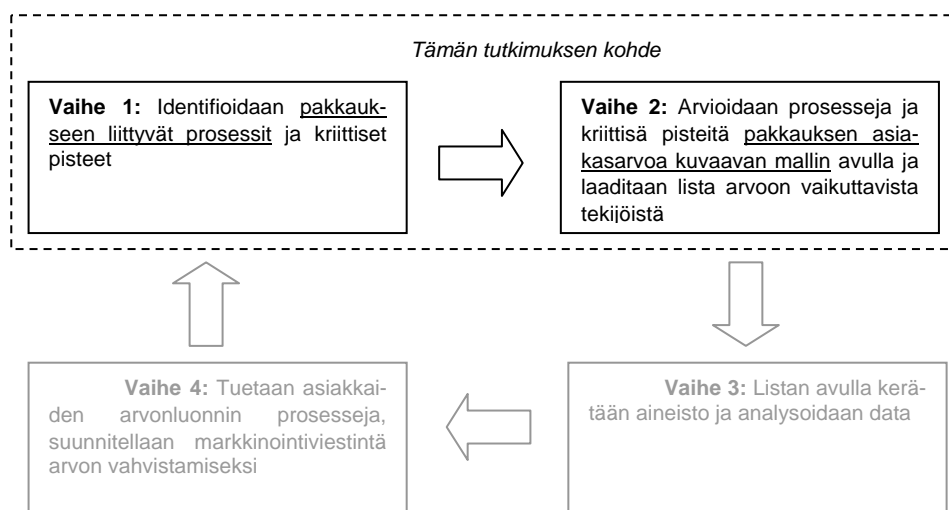 Tämän tutkimuksen kohde
Vaihe 1: Identifioidaan pakkauk-
seen liittyvät prosessit ja kriittiset
pisteet
Vaihe 2: Arvioidaan prosesseja ja
kriittisä pisteitä pakkauksen asia-
kasarvoa kuvaavan mallin avulla ja
laaditaan lista arvoon vaikuttavista
tekijöistä
Vaihe 4: Tuetaan asiakkai-
den arvonluonnin prosesseja,
suunnitellaan markkinointiviestintä
arvon vahvistamiseksi
Vaihe 3: Listan avulla kerä-
tään aineisto ja analysoidaan data